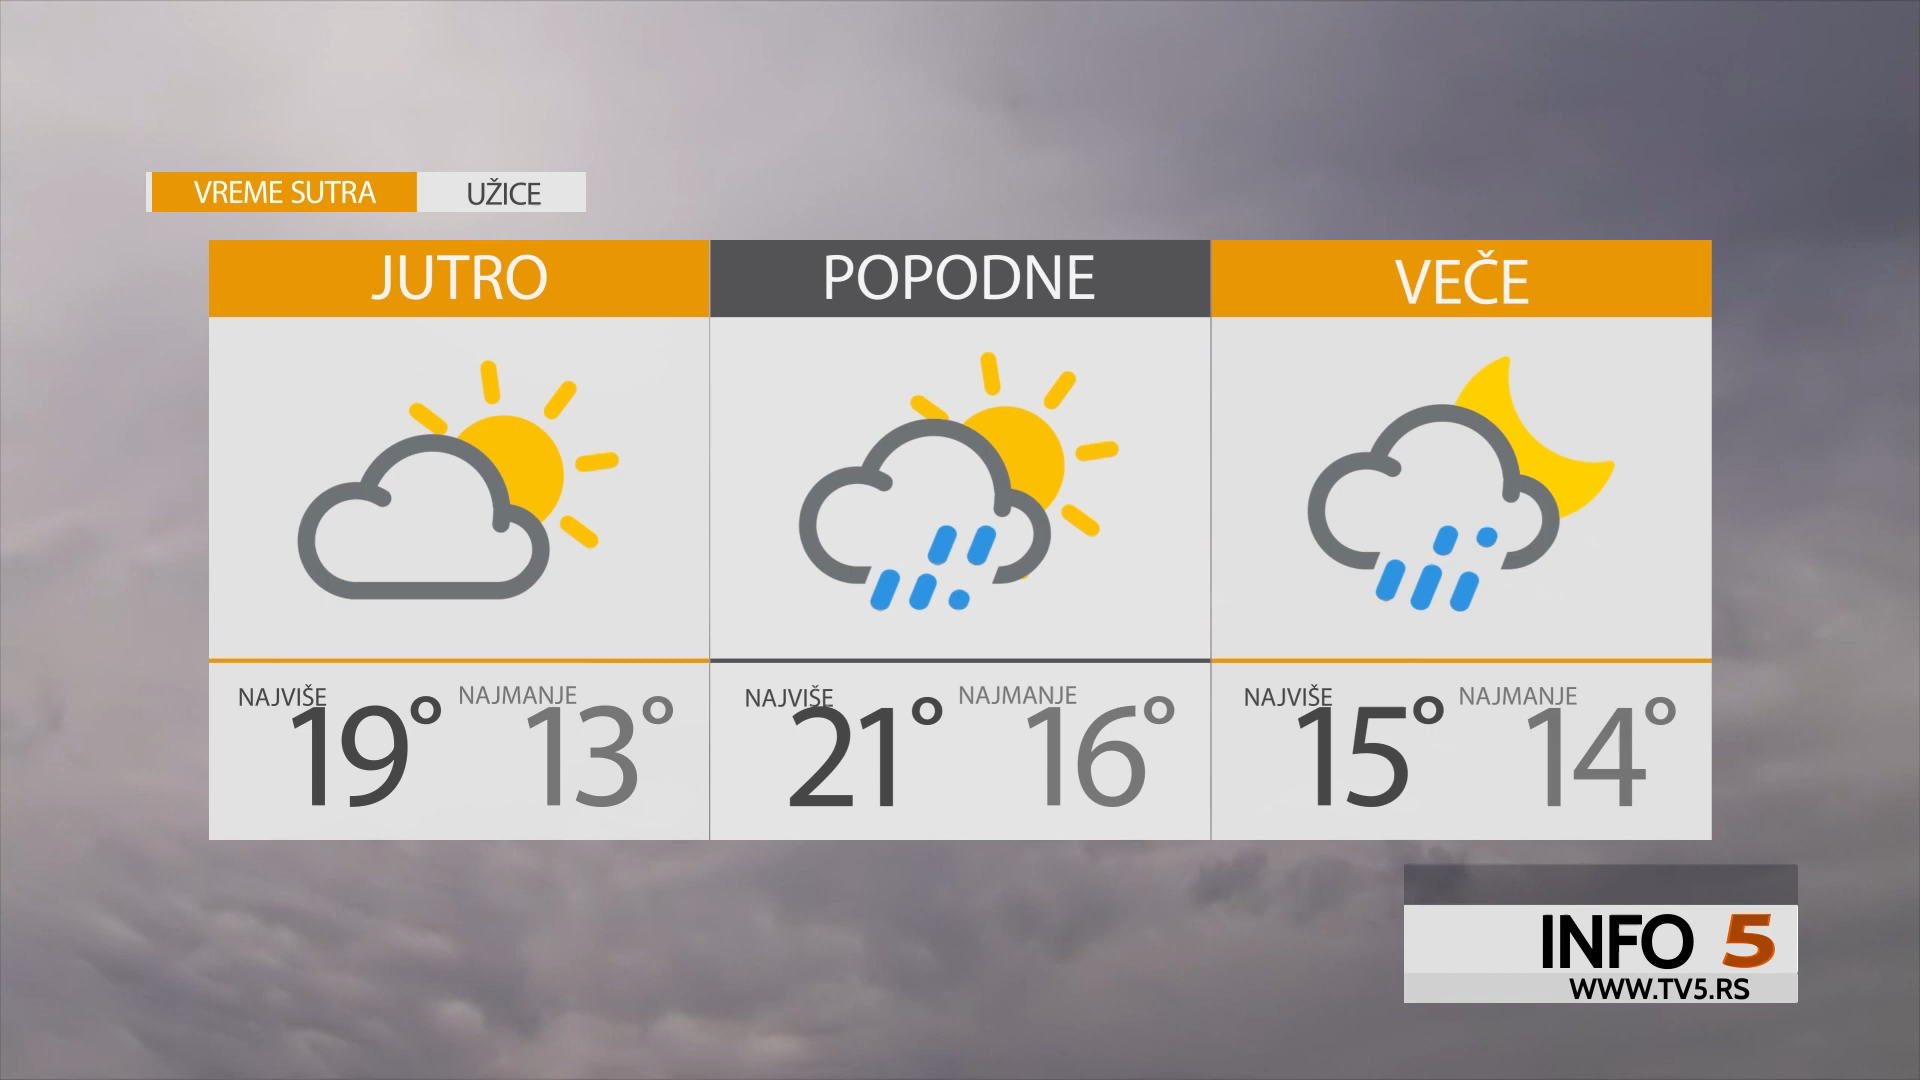 VREME SUTRA UŽICE
JUTRO POPODNE VEČE
NAJVIŠE NAJMANJE NAJVIŠE NAJMANJE NAJVIŠE NAJMANJE
19° 13° 21° 16° 15° 14°
INFO 5
WWW.TV5.RS